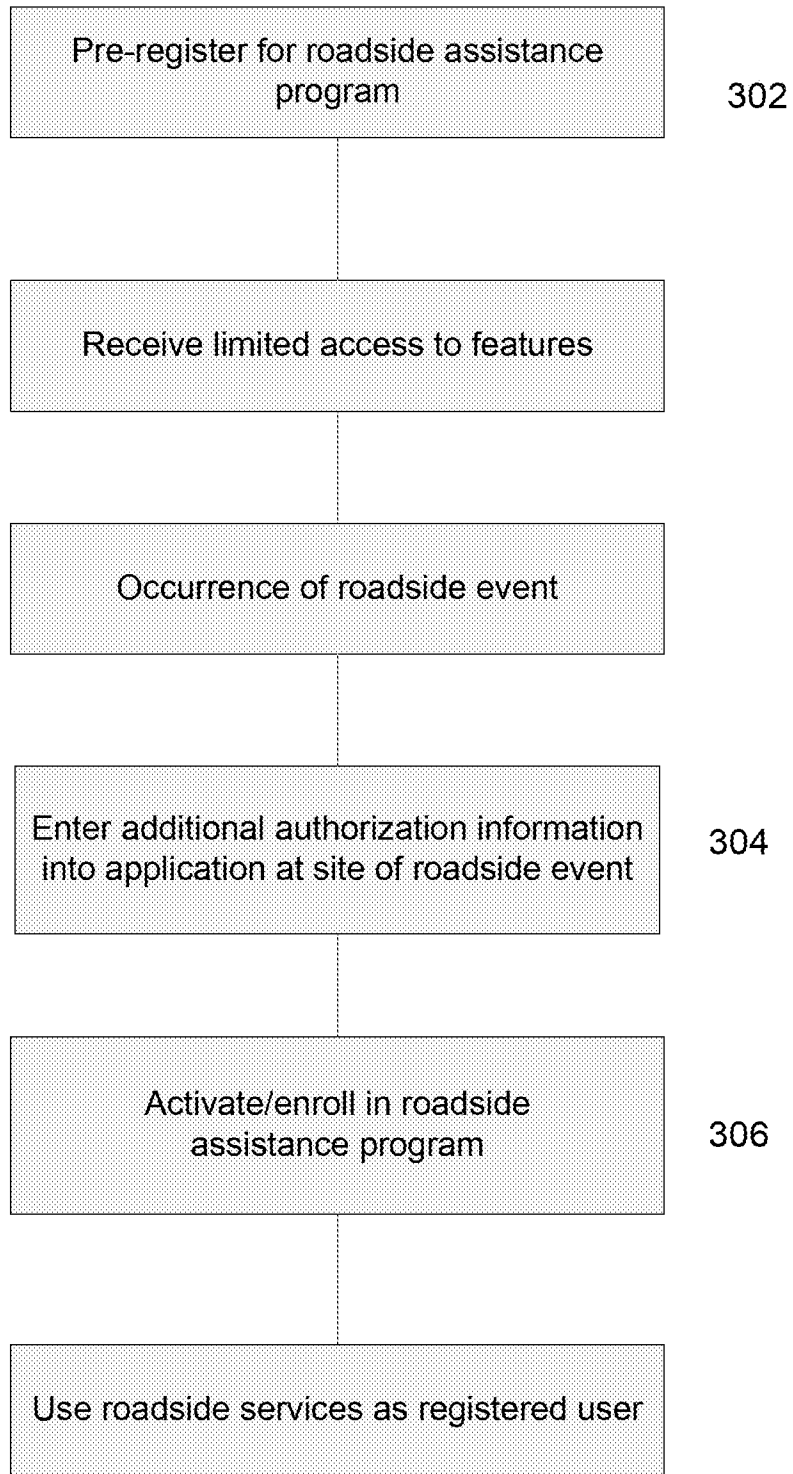 Pre-register for roadside assistance
program
302
Receive limited access to features
Occurrence of roadside event
Enter additional authorization information
into application at site of roadside event
304
Activate/enroll in roadside
assistance program
306
Use roadside services as registered user